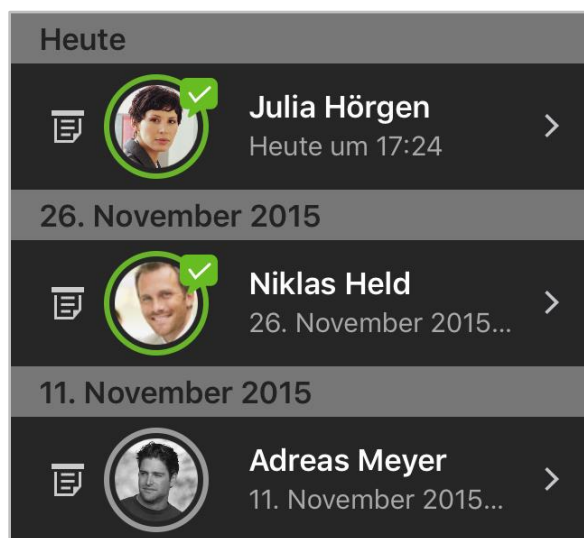 Heute
Julia Hörgen
Heute um 17:24
26. November 2015
Niklas Held
26. November 2015...
11. November 2015
Adreas Meyer
11. November 2015...